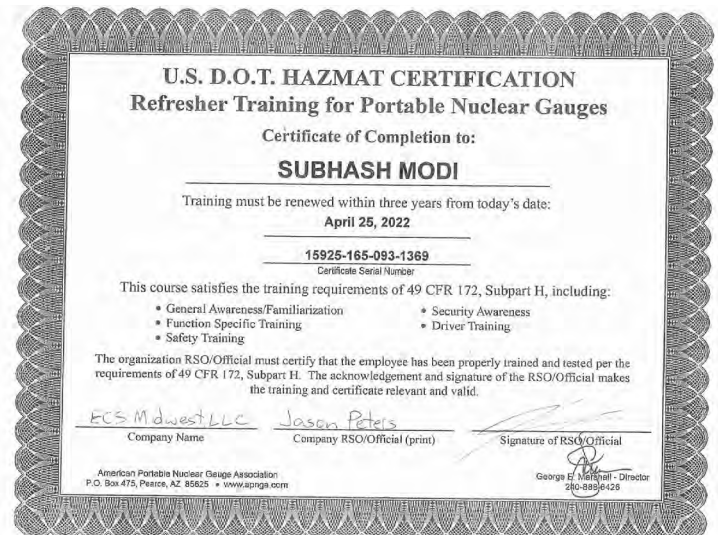 U.S. D.O.T. HAZMAT CERTIFICATION
Refresher Training for Portable Nuclear Gauges
Certificate of Completion to:
SUBHASH MODI
Training must be renewed within three years from today's date:
April 25, 2022
15925-165-093-1369
Certificate Serial Number
This course satisfies the training requirements of 49 CFR 172, Subpart H, including:
• General Awareness/Familiarization
• Function Specific Training
• Safety Training
• Security Awareness
• Driver Training
The organization RSO/Official must certify that the employee has been properly trained and tested per the
requirements of 49 CFR 172, Subpart H. The acknowledgement and signature of the RSO/Official makes
the training and certificate relevant and valid.
ECS Midwest LLC Jason Peters
Company Name Company RSO/Official (print) Signature of RSO/Official
American Portable Nuclear Gauge Association
P.O. Box 475, Pearce, AZ 85625 • www.apnga.com
George E. Marshall - Director
240-888-6426